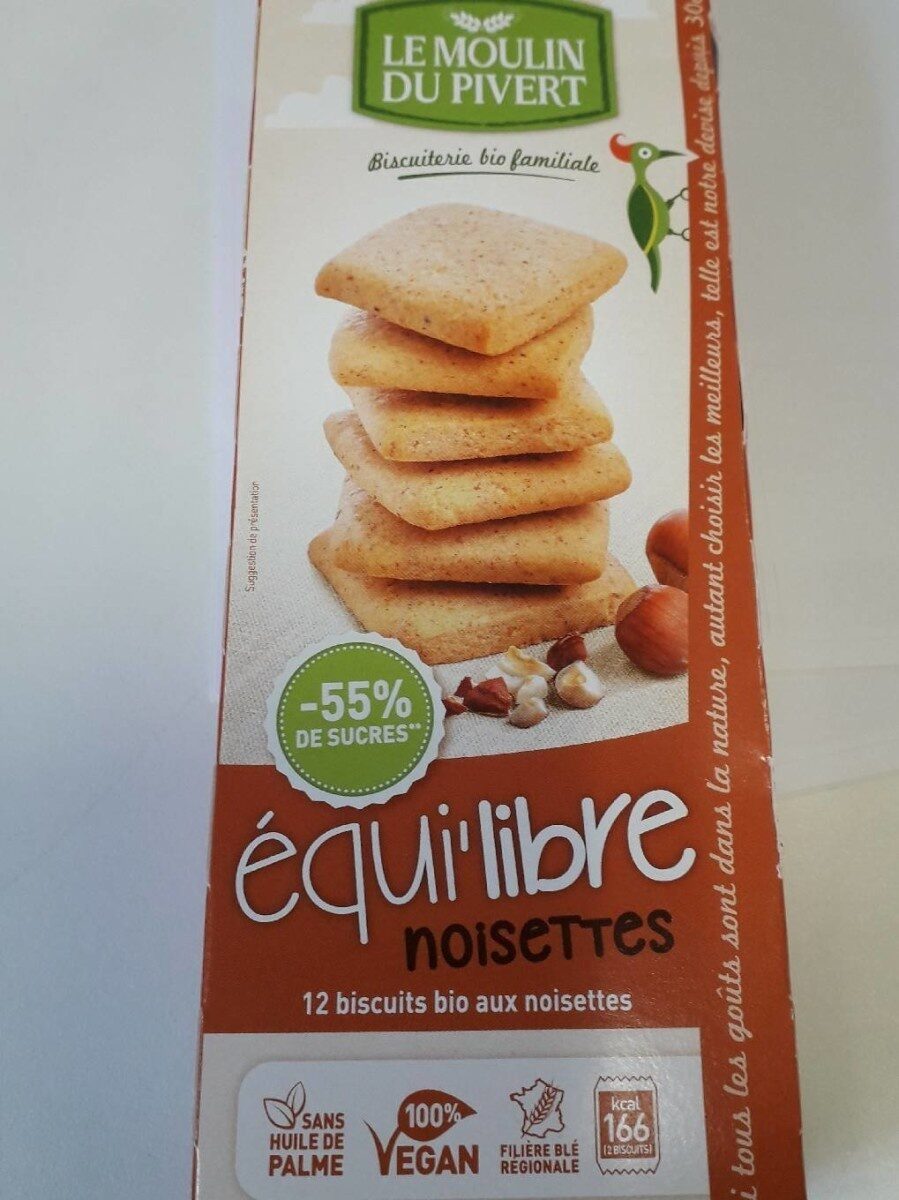 LE MOULIN
DU PIVERT
Biscuiterie bio familiale
Suggestion de présentation
-55%
DE SUCRES**
équi'libre
noisettes
12 biscuits bio aux noisettes
SANS
HUILE DE
PALME
100%
VEGAN
FILIÈRE BLÉ
RÉGIONALE
kcal
166
(2 BISCUITS)
i tous les goûts sont dans la nature, autant choisir les meilleurs, telle est notre devise depuis 30